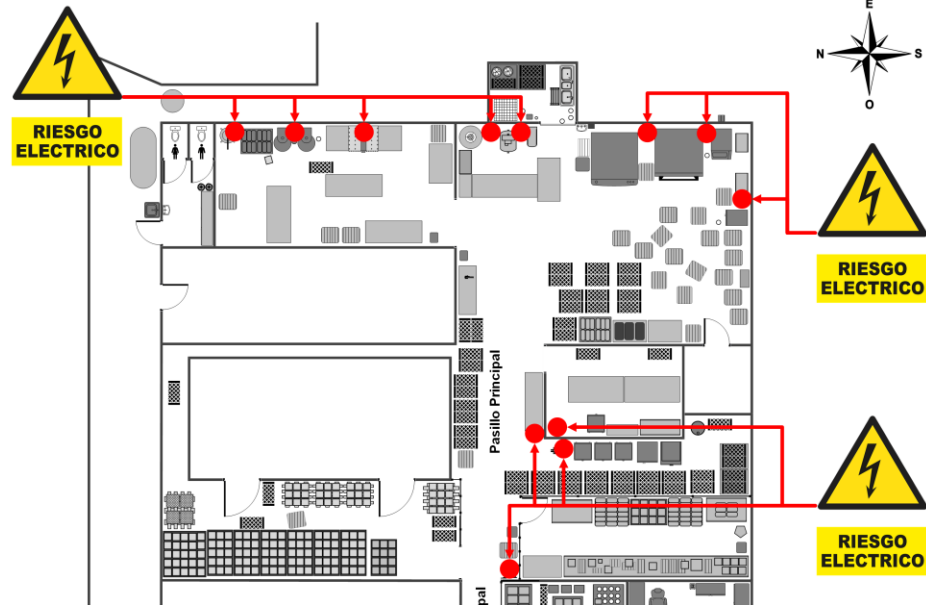 E
N
S
O
RIESGO
ELECTRICO
RIESGO
ELECTRICO
Pasillo Principal
RIESGO
ELECTRICO
pal